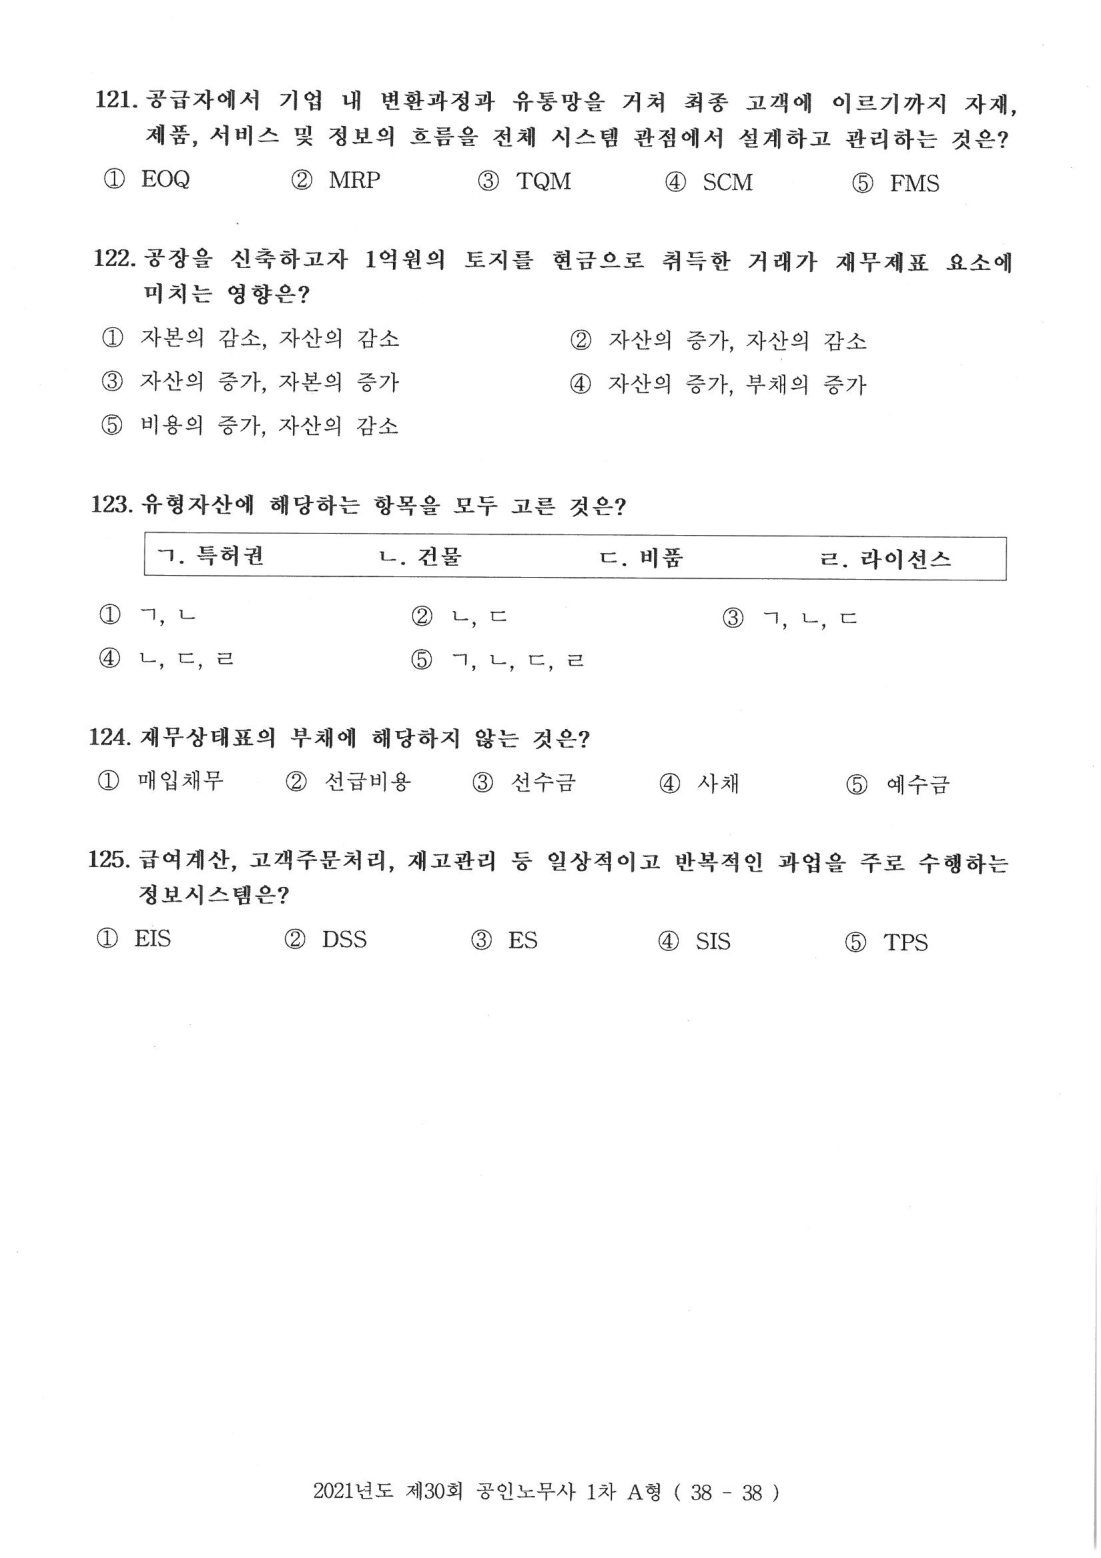 121. 공급자에서 기업 내 변환과정과 유통망을 거쳐 최종 고객에 이르기까지 자재,
제품, 서비스 및 정보의 흐름을 전체 시스템 관점에서 설계하고 관리하는 것은?
① EOQ ② MRP ③ TQM ④ SCM ⑤ FMS
122. 공장을 신축하고자 1억원의 토지를 현금으로 취득한 거래가 재무제표 요소에
미치는 영향은?
① 자본의 감소, 자산의 감소 ② 자산의 증가, 자산의 감소
③ 자산의 증가, 자본의 증가 ④ 자산의 증가, 부채의 증가
⑤ 비용의 증가, 자산의 감소
123. 유형자산에 해당하는 항목을 모두 고른 것은?
ㄱ. 특허권 ㄴ. 건물 ㄷ. 비품 ㄹ. 라이선스
① ㄱ, ㄴ ② ㄴ, ㄷ ③ ㄱ, ㄴ, ㄷ
④ ㄴ, ㄷ, ㄹ ⑤ ㄱ, ㄴ, ㄷ, ㄹ
124. 재무상태표의 부채에 해당하지 않는 것은?
① 매입채무 ② 선급비용 ③ 선수금 ④ 사채 ⑤ 예수금
125. 급여계산, 고객주문처리, 재고관리 등 일상적이고 반복적인 과업을 주로 수행하는
정보시스템은?
① EIS ② DSS ③ ES ④ SIS ⑤ TPS
2021년도 제30회 공인노무사 1차 A형 ( 38 - 38 )